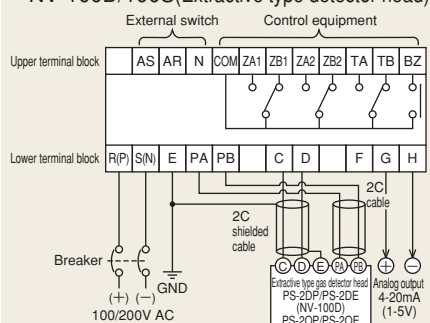 NV-100D/100S(Extractive type detector head)
External switch Control equipment
Upper terminal block AS AR N COM ZA1 ZB1 ZA2 ZB2 TA TB BZ
Lower terminal block R(P) S(N) E PA PB C D F G H
2C
cable
2C
shielded
cable
Breaker
GND
(+) (−)
100/200V AC
C D E PA PB + −
Extractive type gas detector head
PS-2DP/PS-2DE
(NV-100D)
PS-2OP/PS-2OE
Analog output
4-20mA
(1-5V)